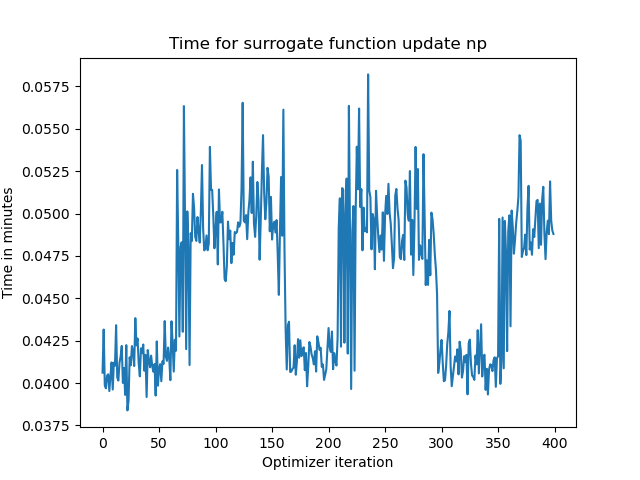 Time for surrogate function update np
Time in minutes
0.0575
0.0550
0.0525
0.0500
0.0475
0.0450
0.0425
0.0400
0.0375
0 50 100 150 200 250 300 350 400
Optimizer iteration